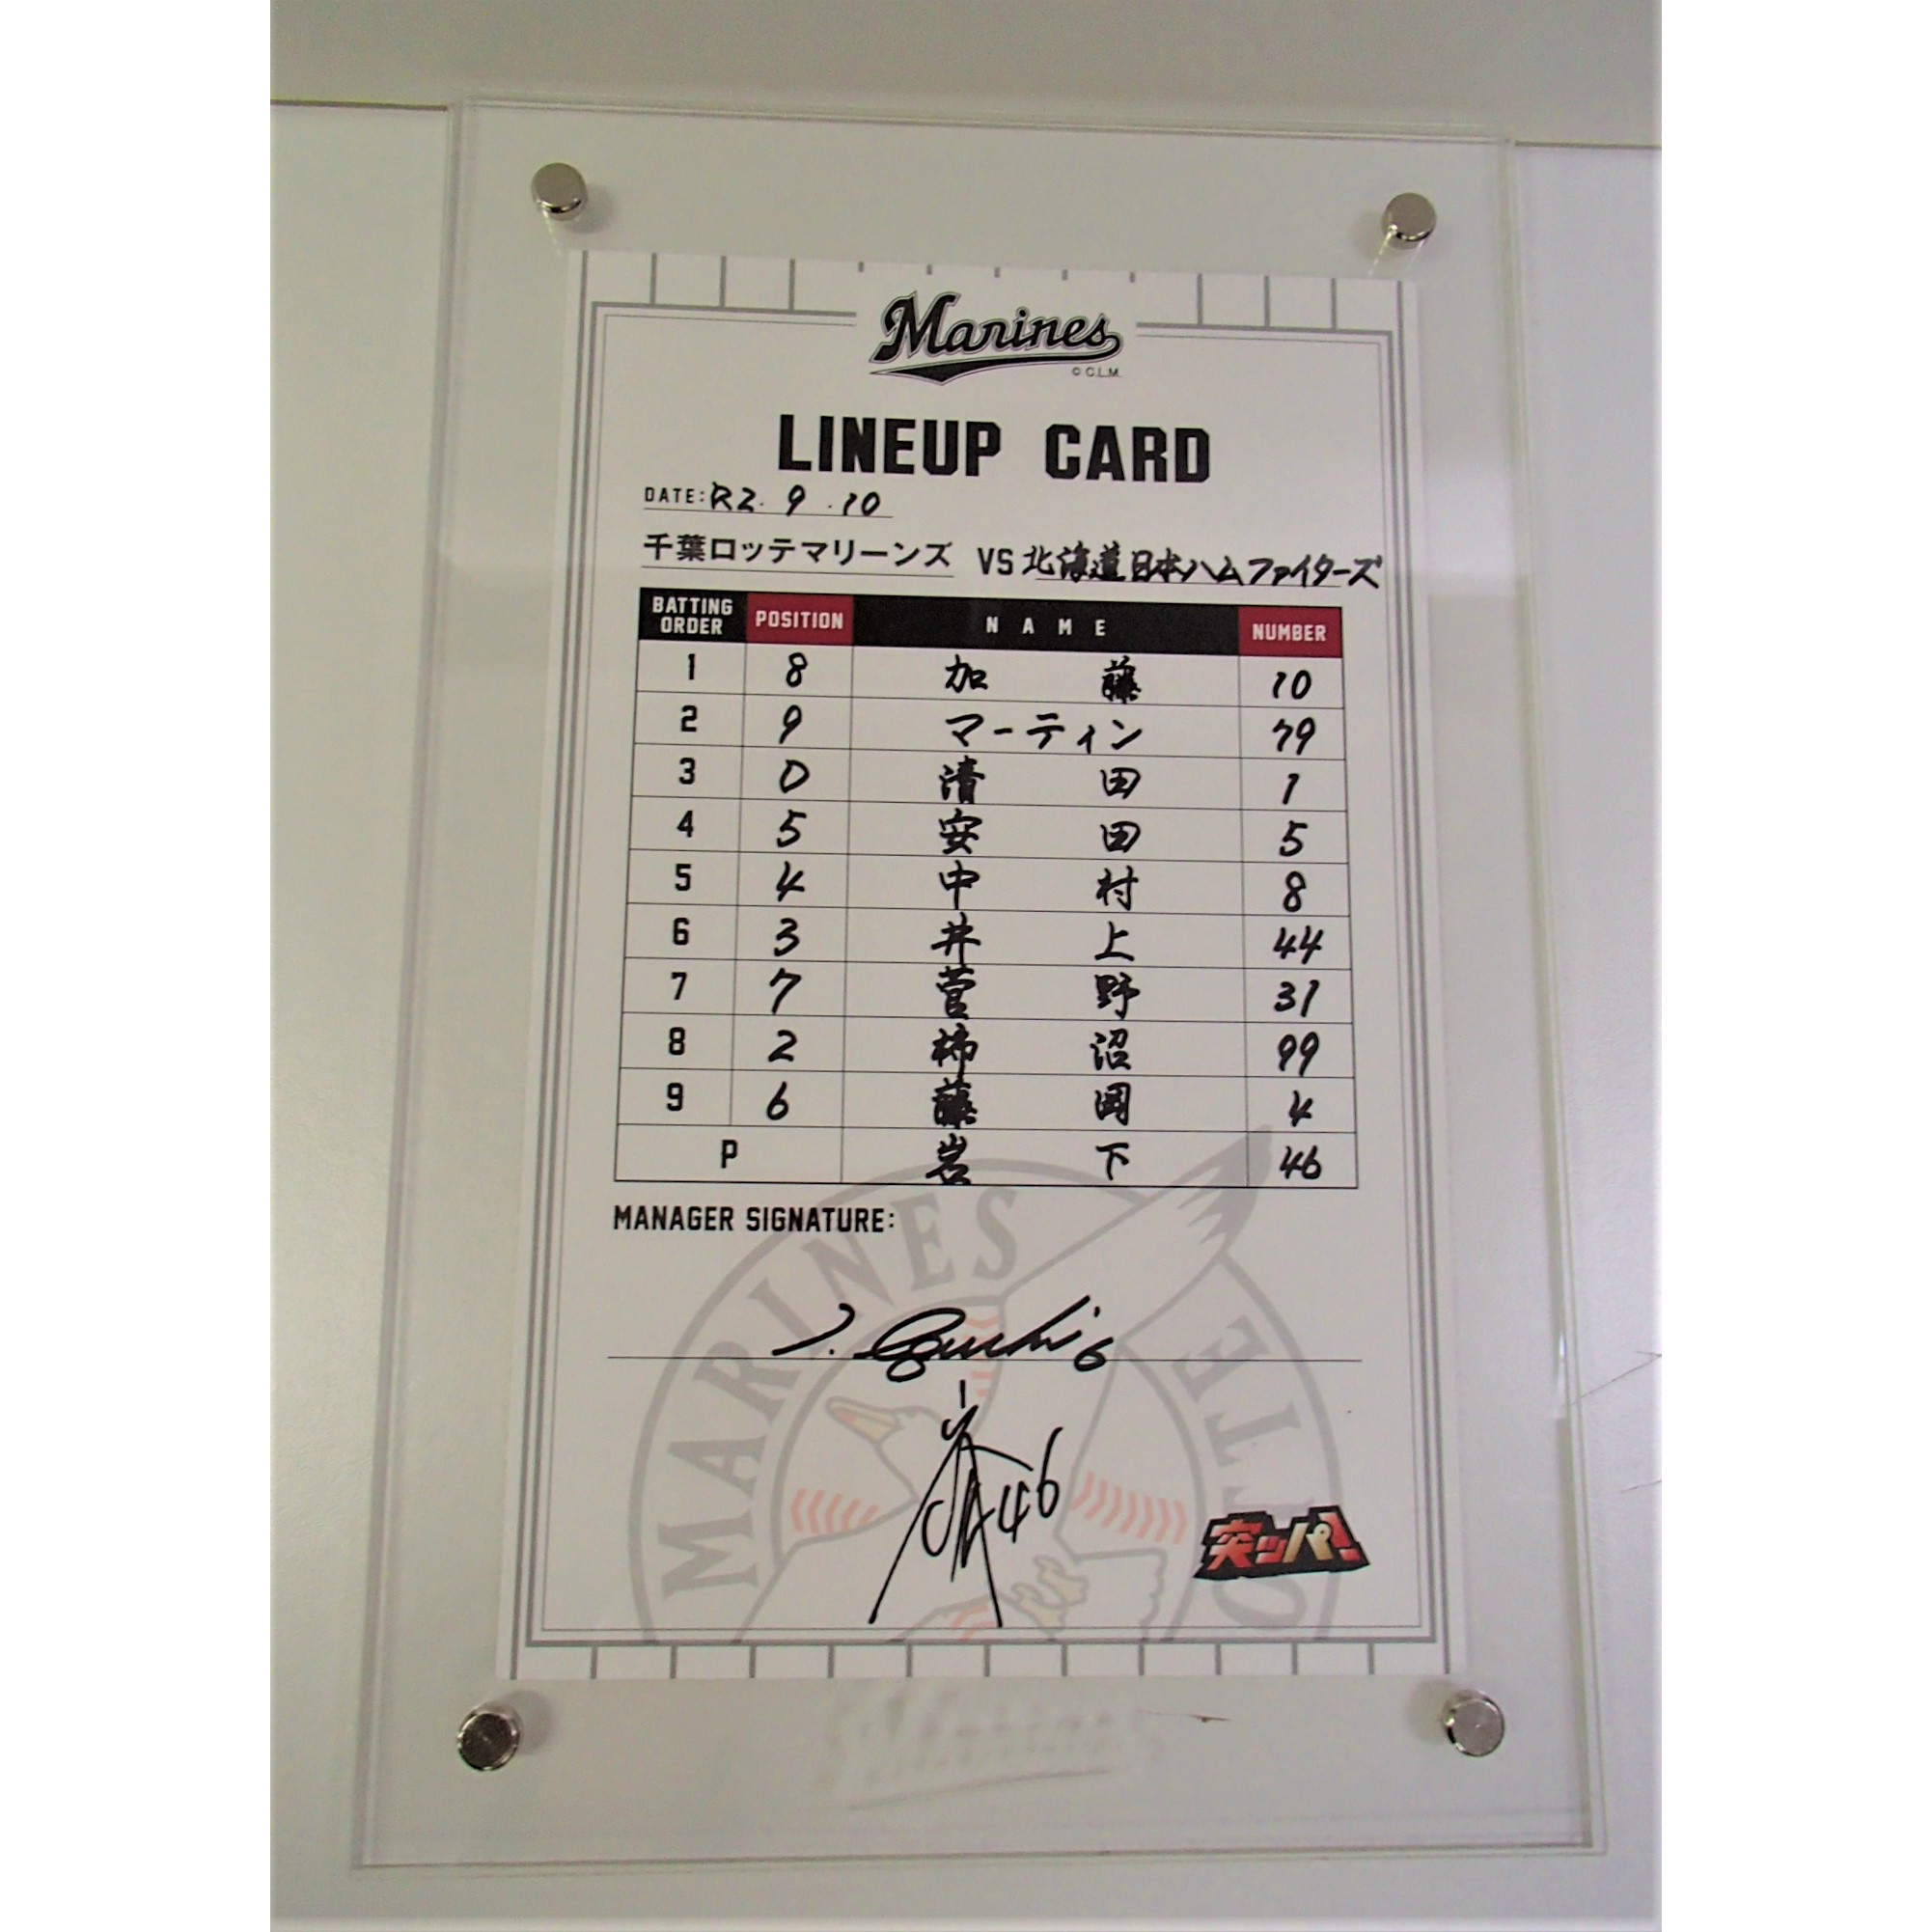 Marines
© C.L.M.
LINEUP CARD
DATE: R2. 9 .10
千葉ロッテマリーンズ VS 北海道日本ハムファイターズ
BATTING ORDER POSITION NAME NUMBER
1 8 加藤 10
2 9 マーティン 79
3 D 清田 1
4 5 安田 5
5 4 中村 8
6 3 井上 44
7 7 菅野 31
8 2 柿沼 99
9 6 藤岡 4
P 岩下 46
MANAGER SIGNATURE:
MARINES
46
突ッパ!